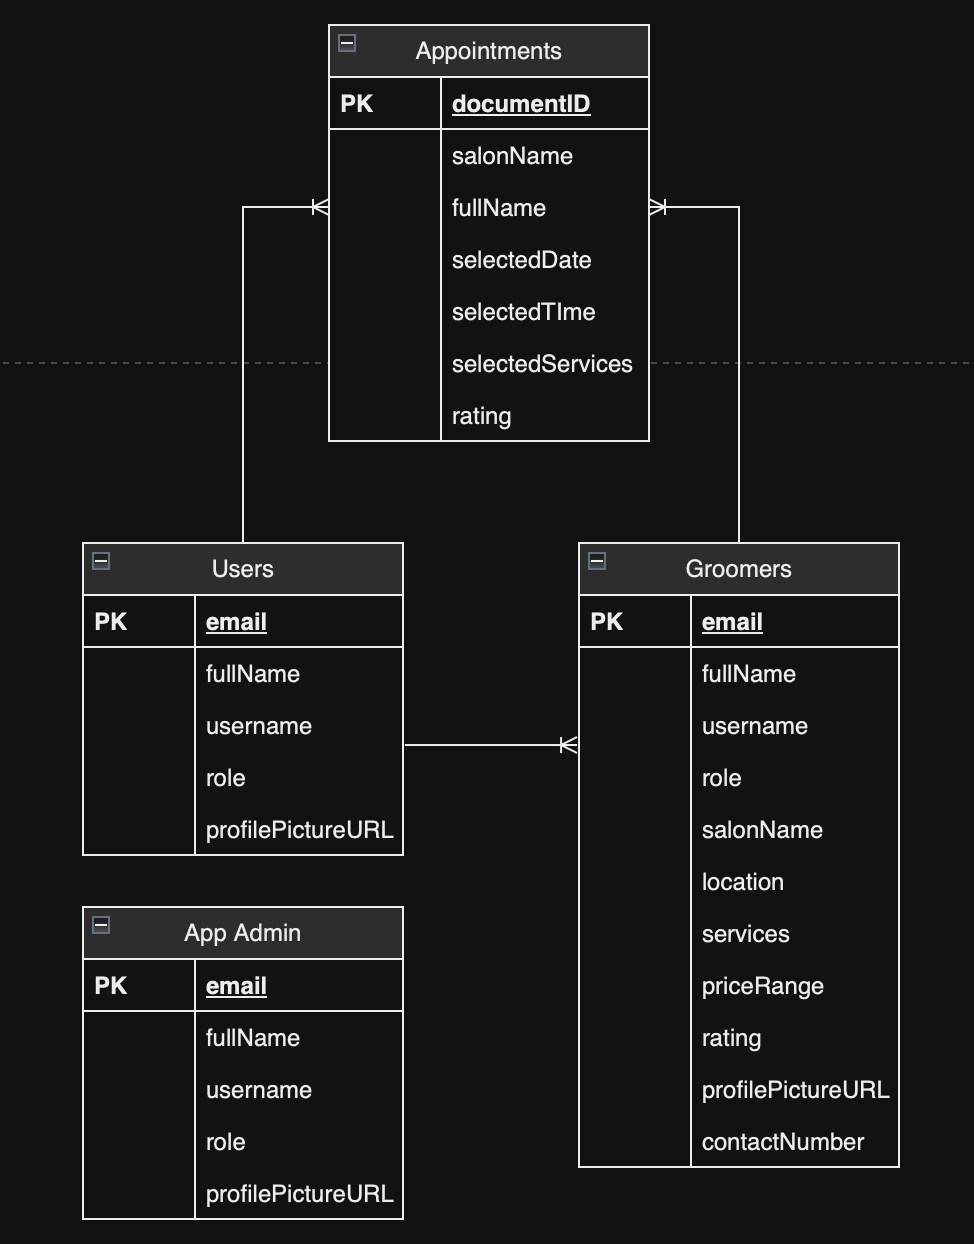 Appointments
PK documentID
salonName
fullName
selectedDate
selectedTIme
selectedServices
rating
Users
PK email
fullName
username
role
profilePictureURL
Groomers
PK email
fullName
username
role
salonName
location
services
priceRange
rating
profilePictureURL
contactNumber
App Admin
PK email
fullName
username
role
profilePictureURL